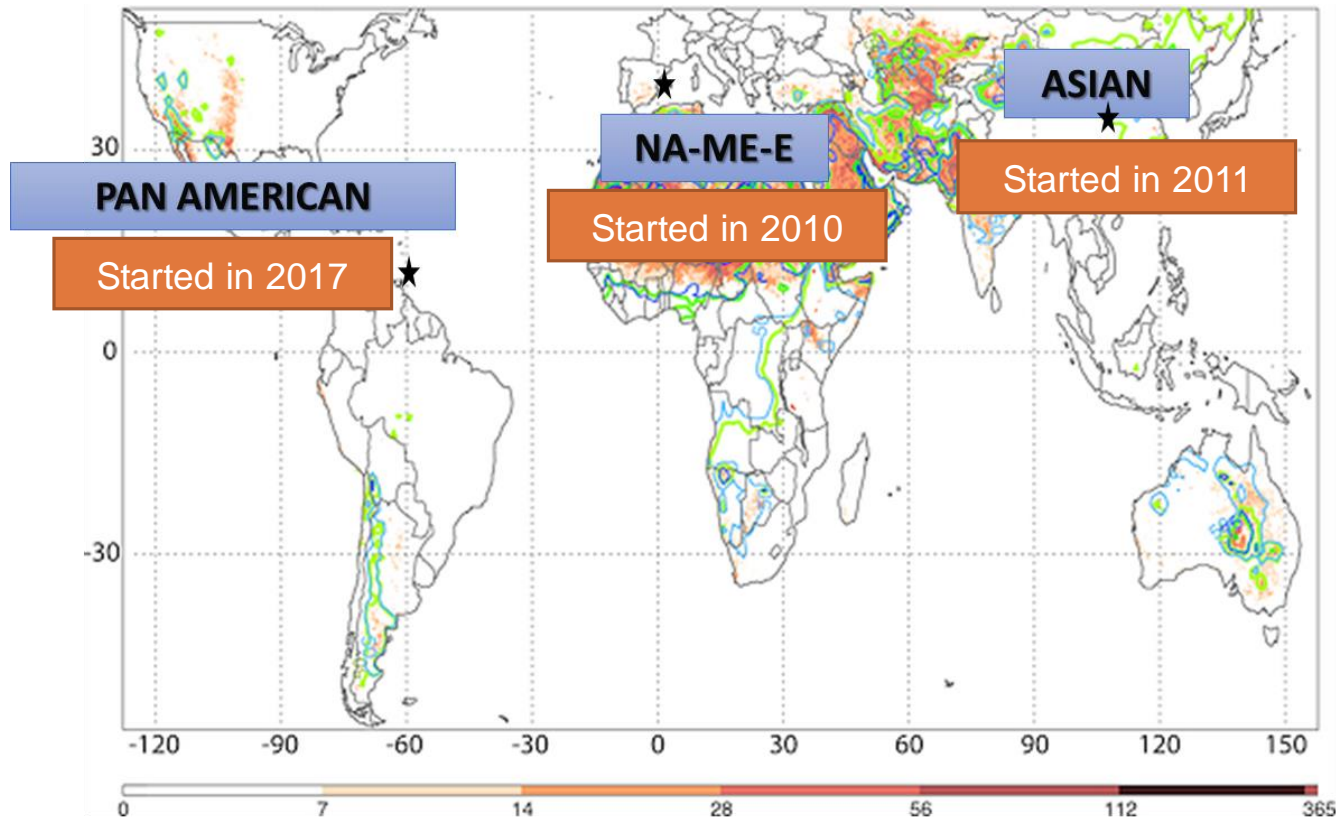 ASIAN
NA-ME-E
Started in 2011
PAN AMERICAN
Started in 2010
Started in 2017
30
0
-30
-120 -90 -60 -30 0 30 60 90 120 150
0 7 14 28 56 112 365